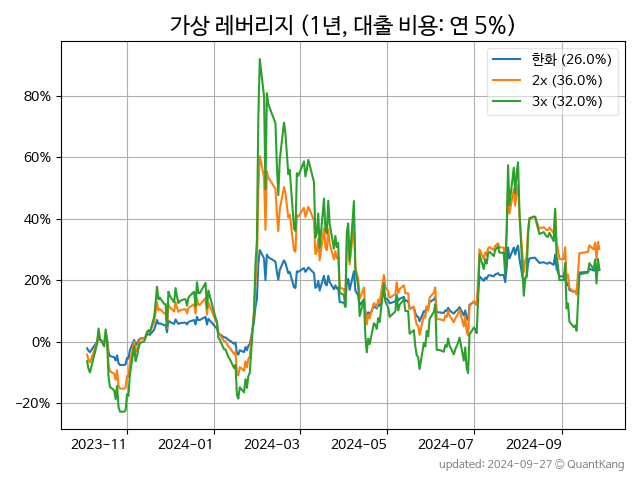 가상 레버리지 (1년, 대출 비용: 연 5%)
한화 (26.0%)
2x (36.0%)
3x (32.0%)
80%
60%
40%
20%
0%
−20%
2023-11
2024-01
2024-03
2024-05
2024-07
2024-09
updated: 2024-09-27 © QuantKang